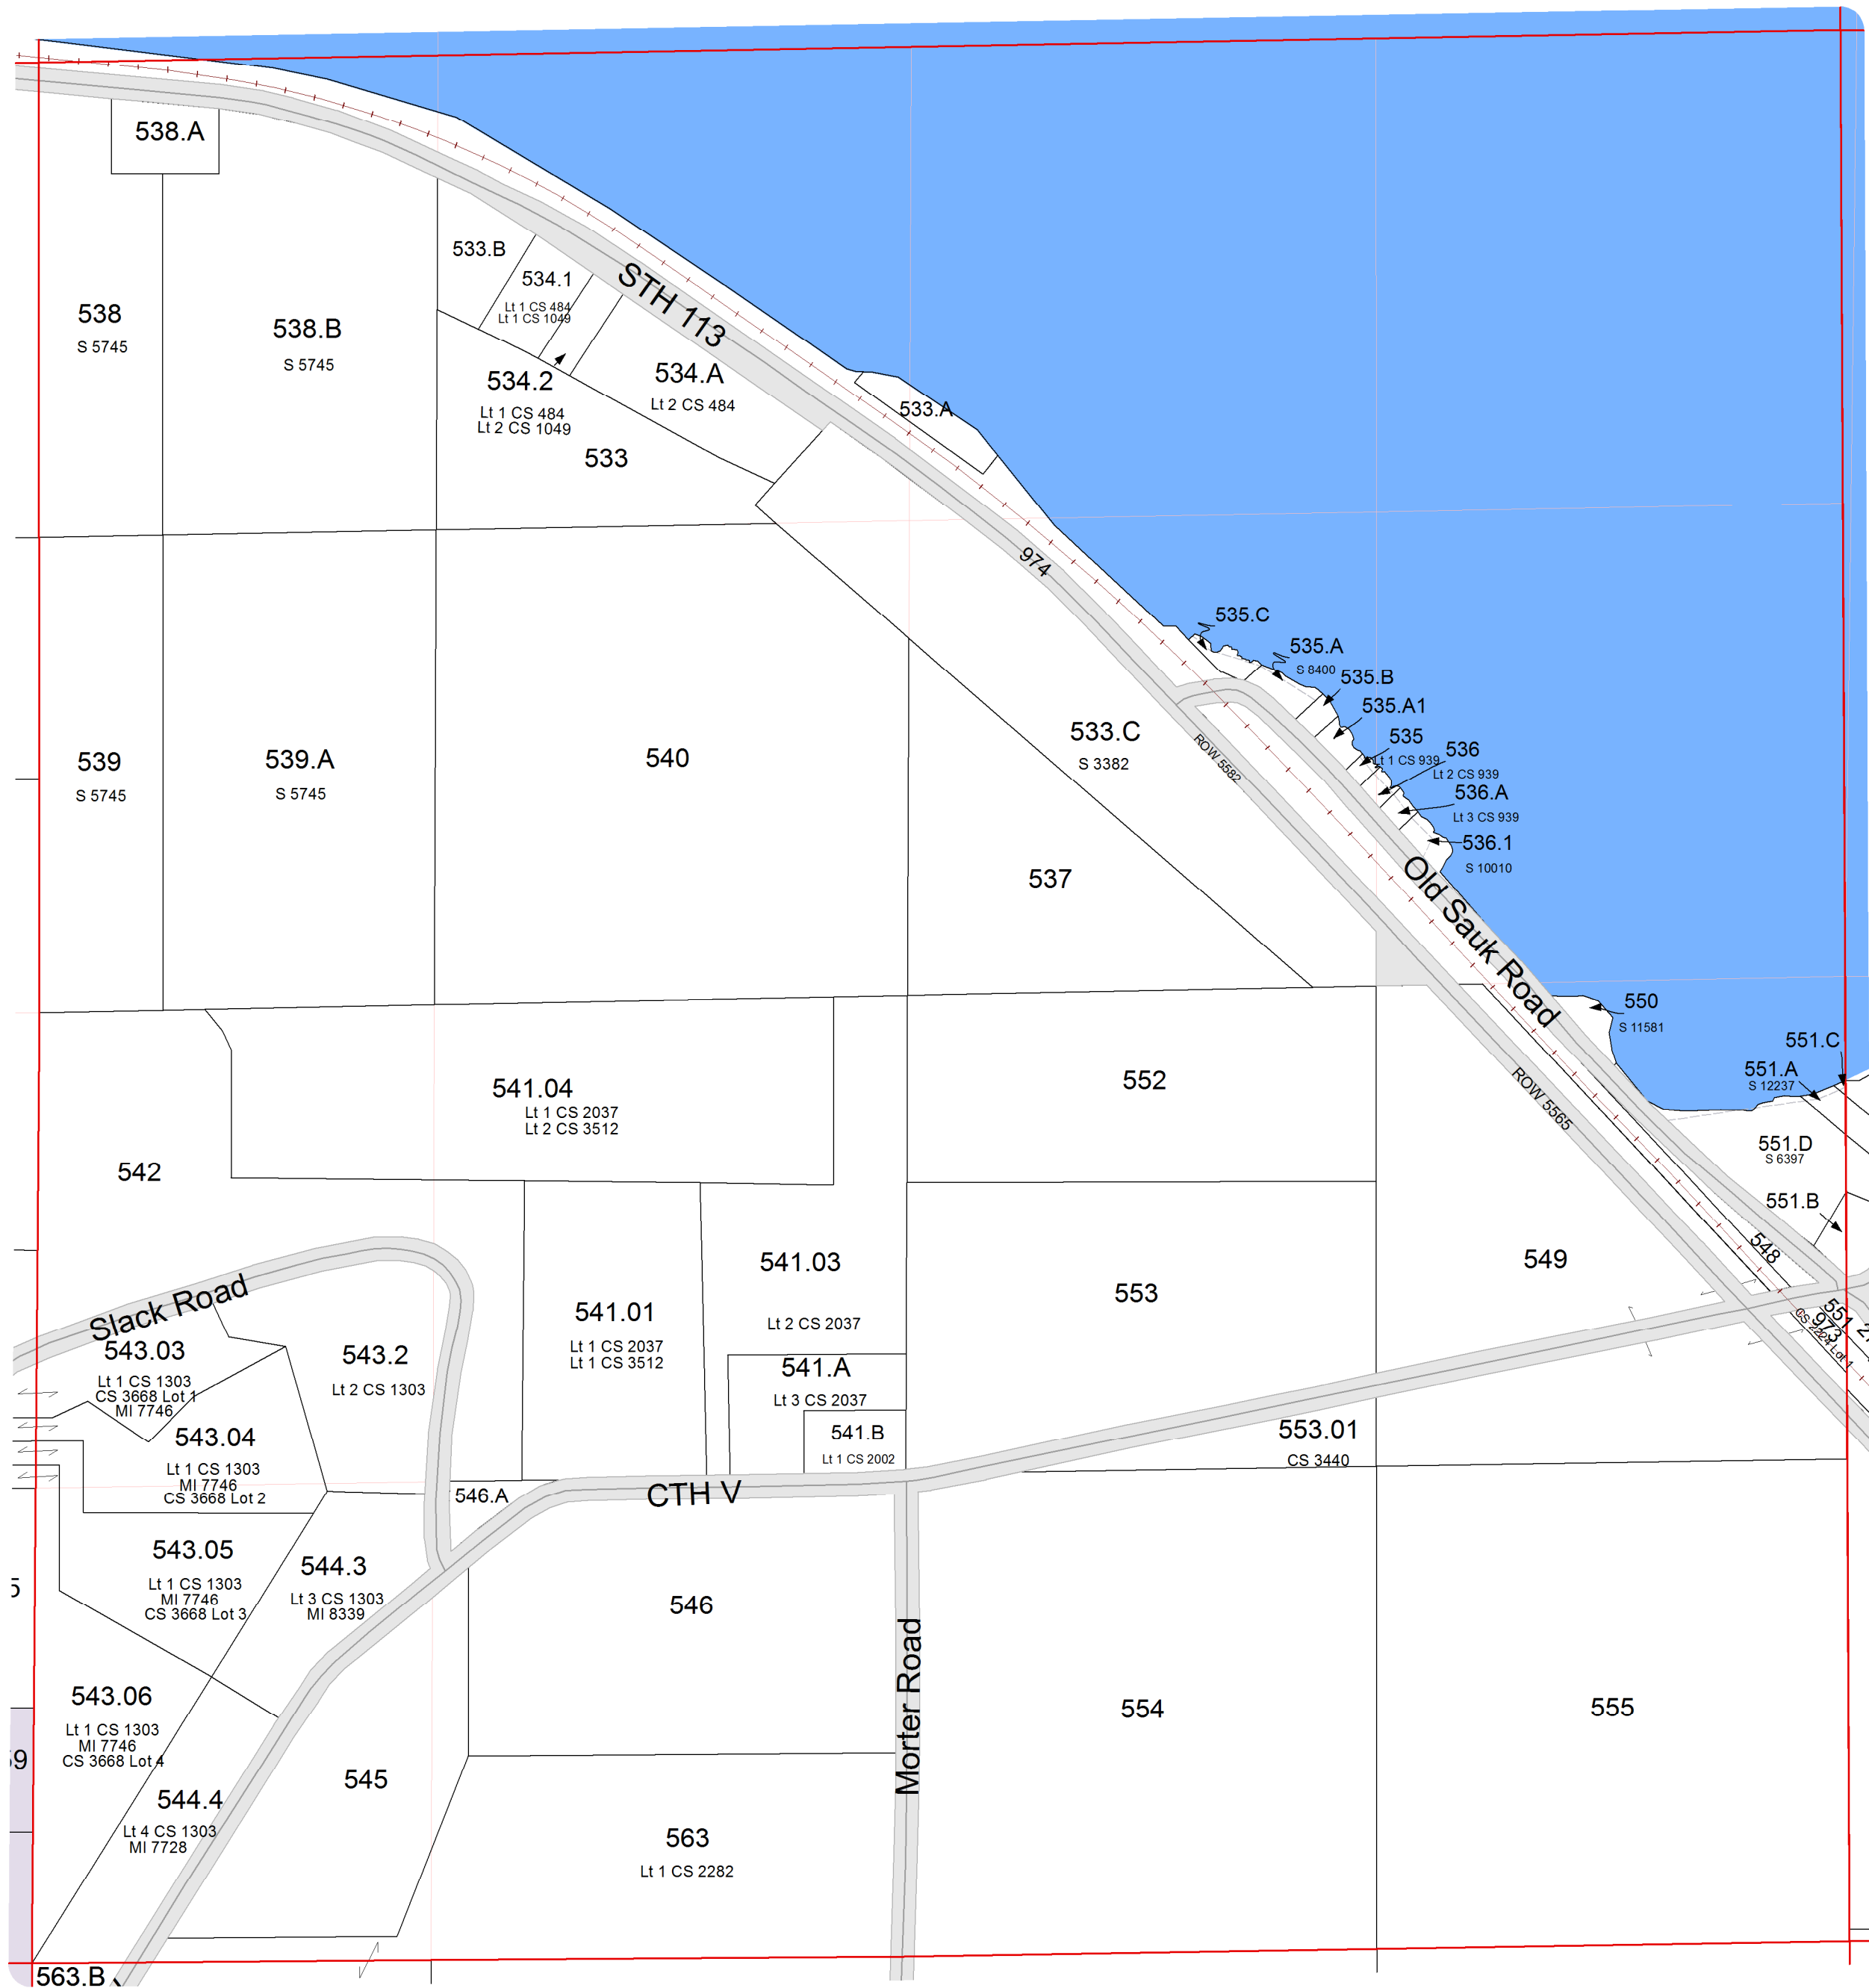 538.A
533.B
534.1
Lt 1 CS 484
Lt 1 CS 1049
STH 113
538
S 5745
538.B
S 5745
534.2
Lt 1 CS 484
Lt 2 CS 1049
534.A
Lt 2 CS 484
533.A
533
974
535.C
535.A
S 8400
535.B
535.A1
535
Lt 1 CS 939
536
Lt 2 CS 939
536.A
Lt 3 CS 939
536.1
S 10010
539
S 5745
539.A
S 5745
540
533.C
S 3382
ROW 5582
537
Old Sauk Road
550
S 11581
551.C
551.A
S 12237
541.04
Lt 1 CS 2037
Lt 2 CS 3512
552
ROW 5565
551.D
S 6397
542
551.B
541.03
Lt 2 CS 2037
553
549
548
Slack Road
541.01
Lt 1 CS 2037
Lt 1 CS 3512
551
973
CS 2224 Lot 1
543.03
Lt 1 CS 1303
CS 3668 Lot 1
MI 7746
543.2
Lt 2 CS 1303
541.A
Lt 3 CS 2037
541.B
Lt 1 CS 2002
553.01
CS 3440
543.04
Lt 1 CS 1303
MI 7746
CS 3668 Lot 2
546.A
CTH V
543.05
Lt 1 CS 1303
MI 7746
CS 3668 Lot 3
544.3
Lt 3 CS 1303
MI 8339
5
546
Morter Road
543.06
Lt 1 CS 1303
MI 7746
CS 3668 Lot 4
554
555
9
544.4
Lt 4 CS 1303
MI 7728
545
563
Lt 1 CS 2282
563.B